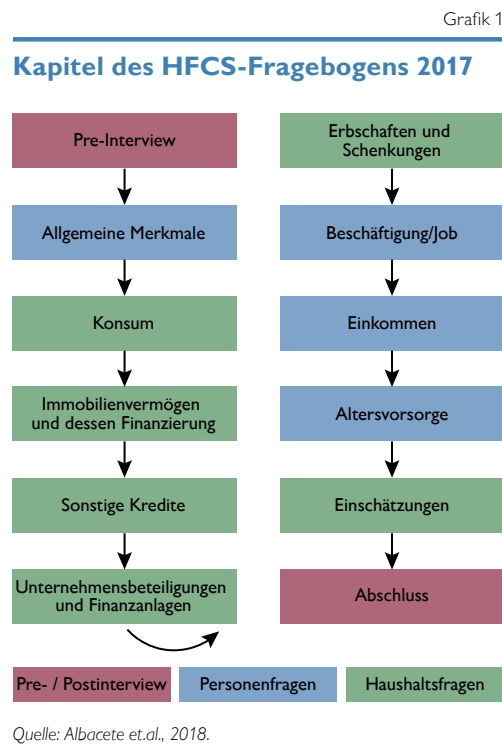 Grafik 1
Kapitel des HFCS-Fragebogens 2017
Pre-Interview
Allgemeine Merkmale
Konsum
Immobilienvermögen
und dessen Finanzierung
Sonstige Kredite
Unternehmensbeteiligungen
und Finanzanlagen
Erbschaften und
Schenkungen
Beschäftigung/Job
Einkommen
Altersvorsorge
Einschätzungen
Abschluss
Pre- / Postinterview
Personenfragen
Haushaltsfragen
Quelle: Albacete et.al., 2018.